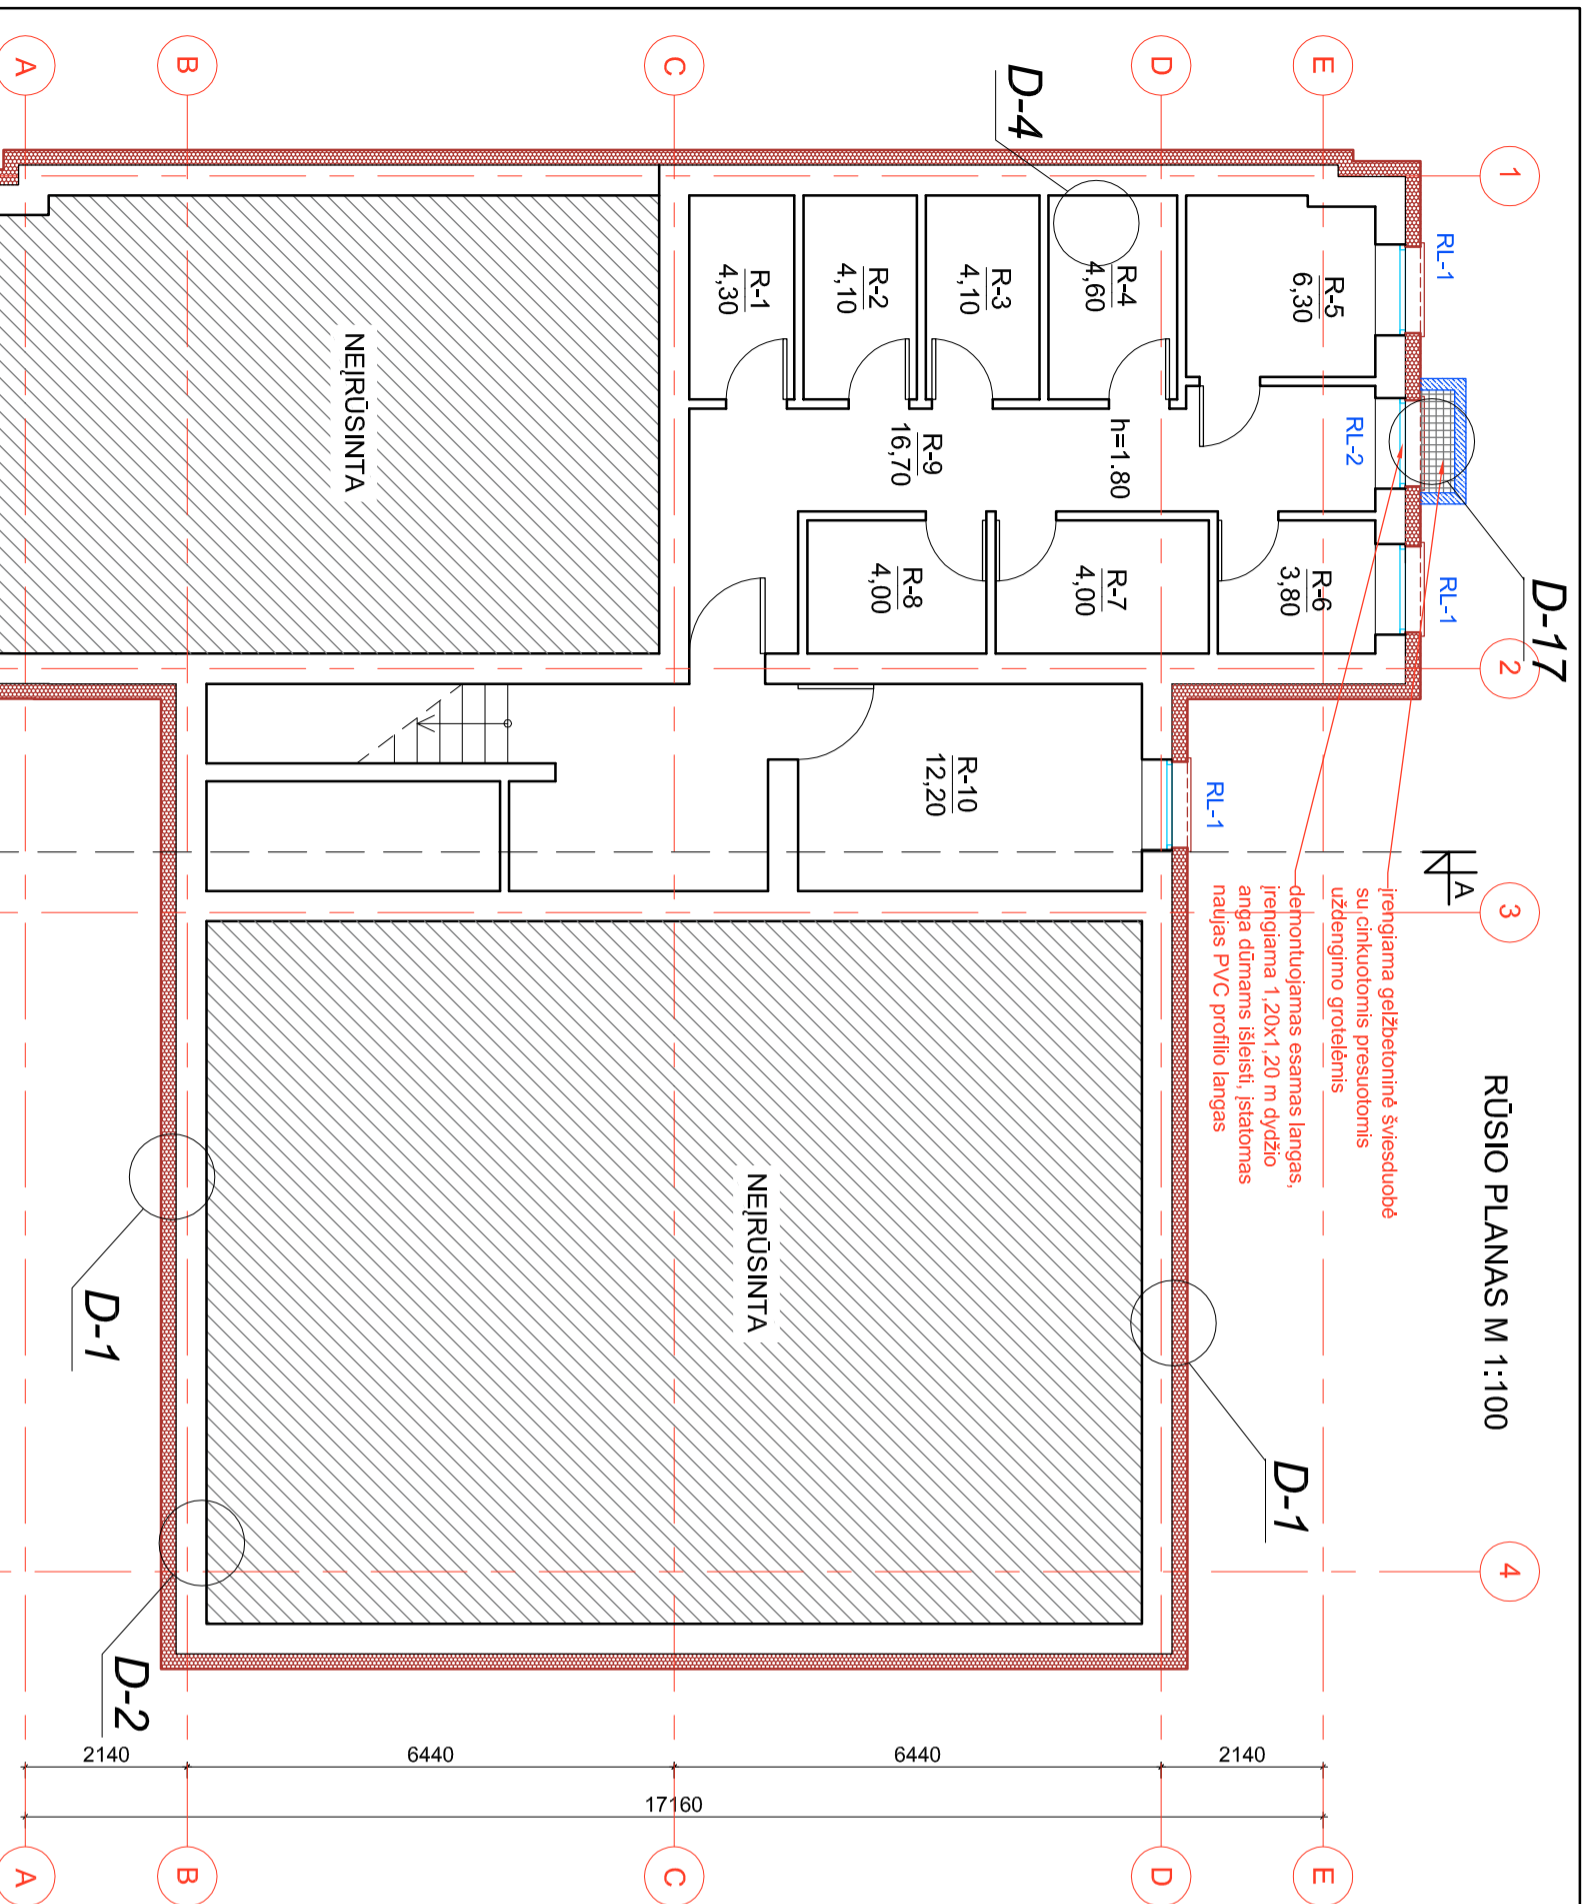 RŪSIO PLANAS M 1:100
1
2
3
4
A
B
C
D
E
D-4
D-17
RL-1
RL-2
RL-1
RL-1
R-5
6,30
R-4
4,60
R-3
4,10
R-2
4,10
R-1
4,30
h=1.80
R-9
16,70
R-6
3,80
R-7
4,00
R-8
4,00
R-10
12,20
NEĮRŪSINTA
NEĮRŪSINTA
A
įrengiama gelžbetoninė šviesduobė
su cinkuotomis presuotomis
uždengimo grotelėmis
demontuojamas esamas langas,
įrengiama 1,20x1,20 m dydžio
anga dūmams išleisti, įstatomas
naujas PVC profilio langas
D-1
D-1
D-2
2140
6440
6440
2140
17160
A
B
C
D
E